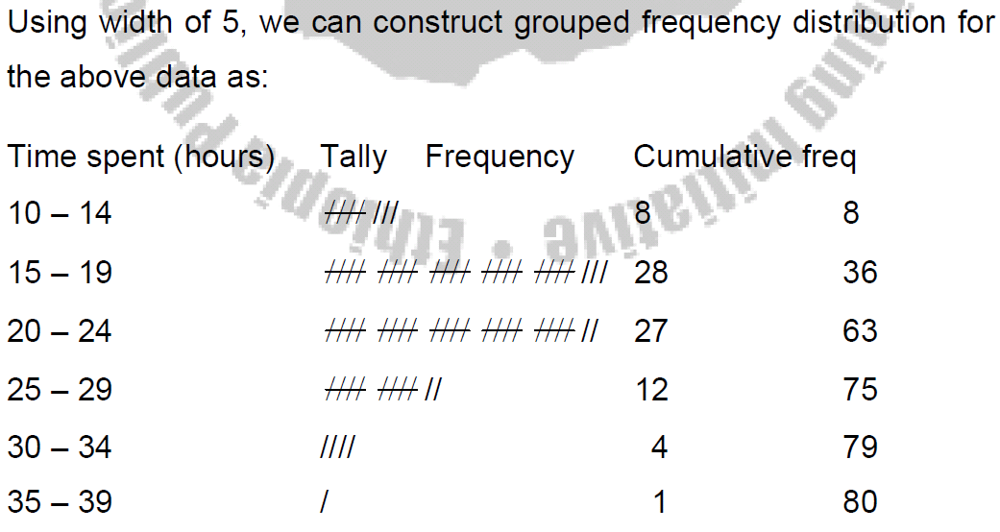 Using width of 5, we can construct grouped frequency distribution for
the above data as:
Time spent (hours) Tally Frequency Cumulative freq
10 – 14 //// /// 8 8
15 – 19 //// //// //// //// //// /// 28 36
20 – 24 //// //// //// //// //// // 27 63
25 – 29 //// //// // 12 75
30 – 34 //// 4 79
35 – 39 / 1 80